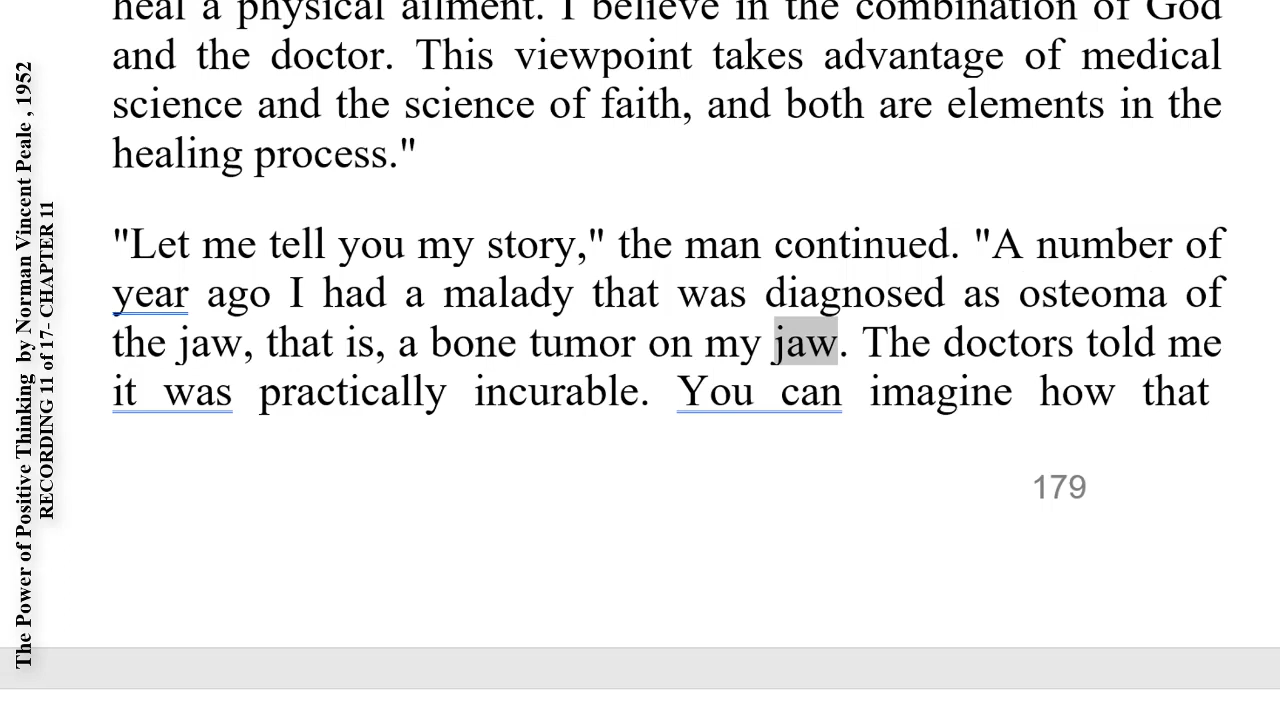 heal a physical ailment. I believe in the combination of God
and the doctor. This viewpoint takes advantage of medical
science and the science of faith, and both are elements in the
healing process."
"Let me tell you my story," the man continued. "A number of
year ago I had a malady that was diagnosed as osteoma of
the jaw, that is, a bone tumor on my jaw. The doctors told me
it was practically incurable. You can imagine how that
179
The Power of Positive Thinking by Norman Vincent Peale , 1952
RECORDING 11 of 17- CHAPTER 11